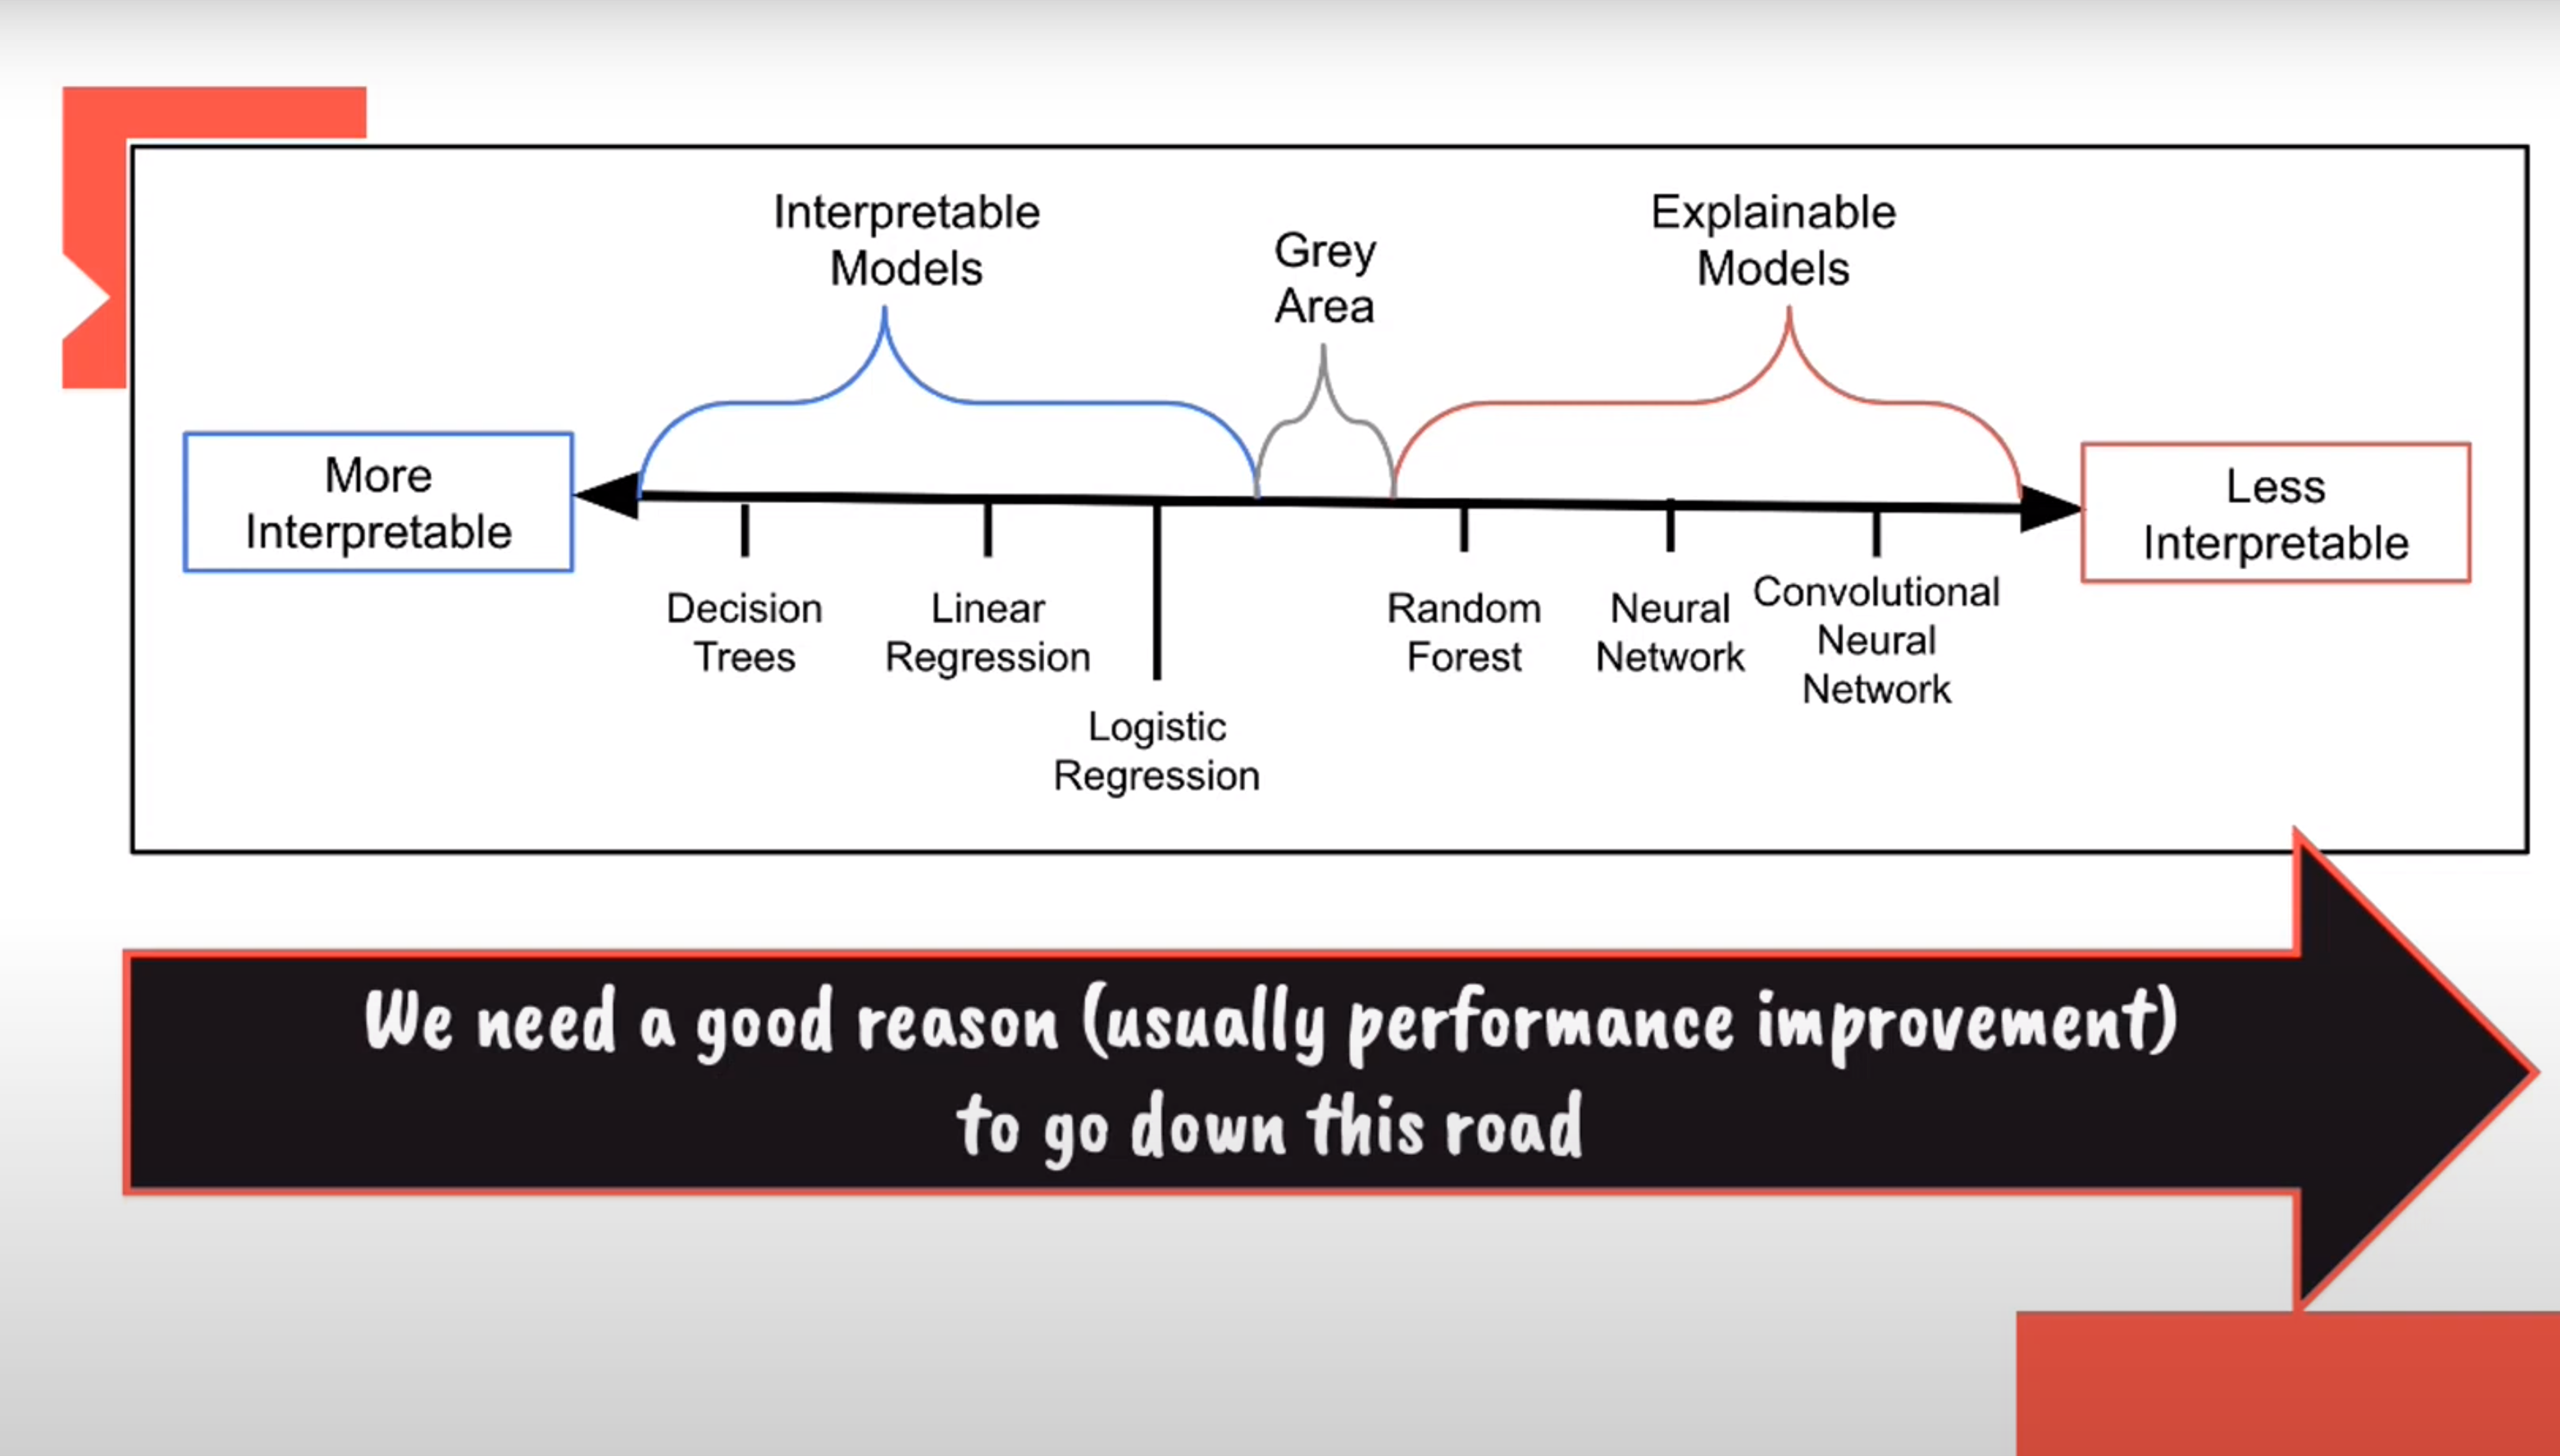 Interpretable
Models
Grey
Area
Explainable
Models
More
Interpretable
Less
Interpretable
Decision
Trees
Linear
Regression
Logistic
Regression
Random
Forest
Neural
Network
Convolutional
Neural
Network
We need a good reason (usually performance improvement)
to go down this road